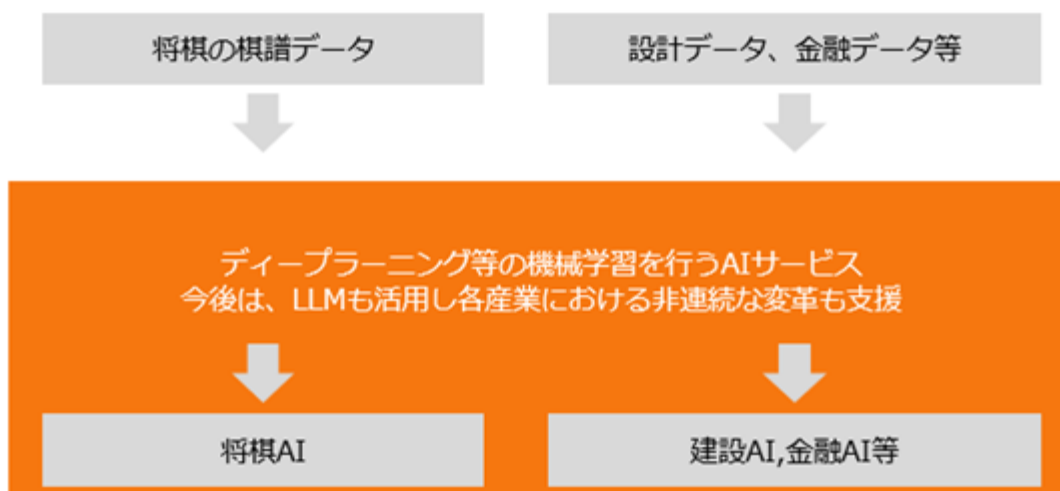 将棋の棋譜データ
設計データ、金融データ等
ディープラーニング等の機械学習を行うAIサービス
今後は、LLMも活用し各産業における非連続な変革も支援
将棋AI
建設AI,金融AI等